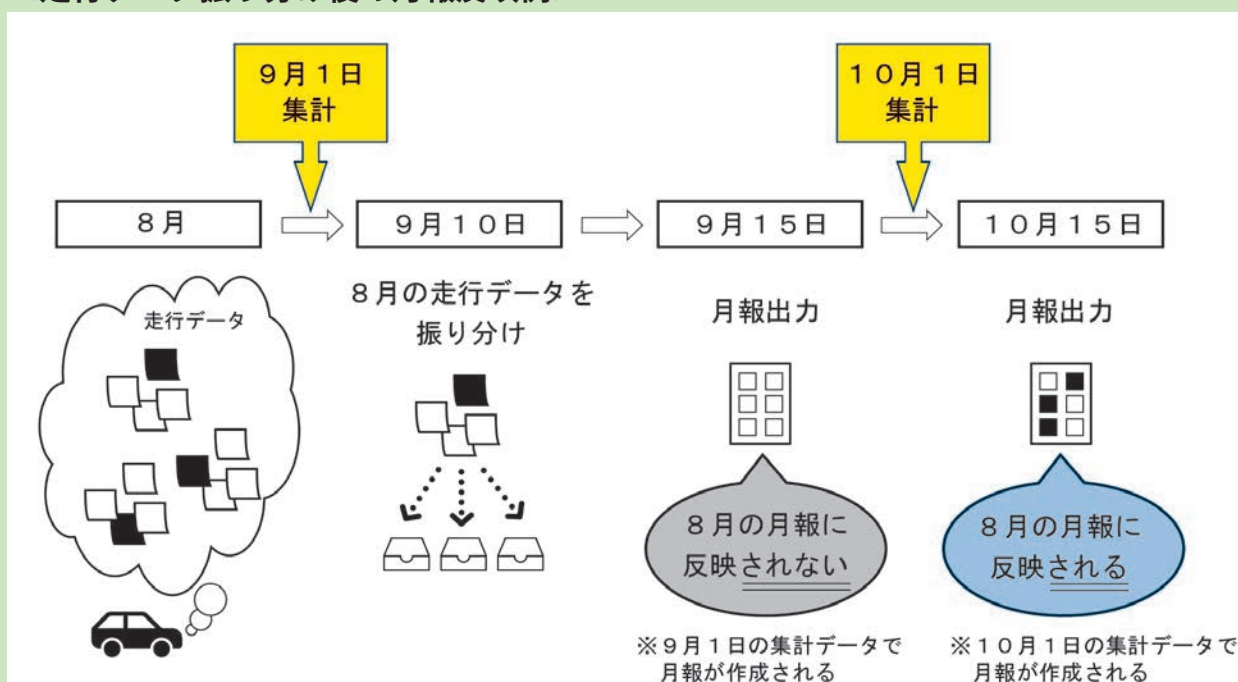 ９月１日
集計
１０月１日
集計
８月
９月１０日
９月１５日
１０月１５日
走行データ
８月の走行データを
振り分け
月報出力
月報出力
８月の月報に
反映されない
８月の月報に
反映される
※９月１日の集計データで
月報が作成される
※１０月１日の集計データで
月報が作成される